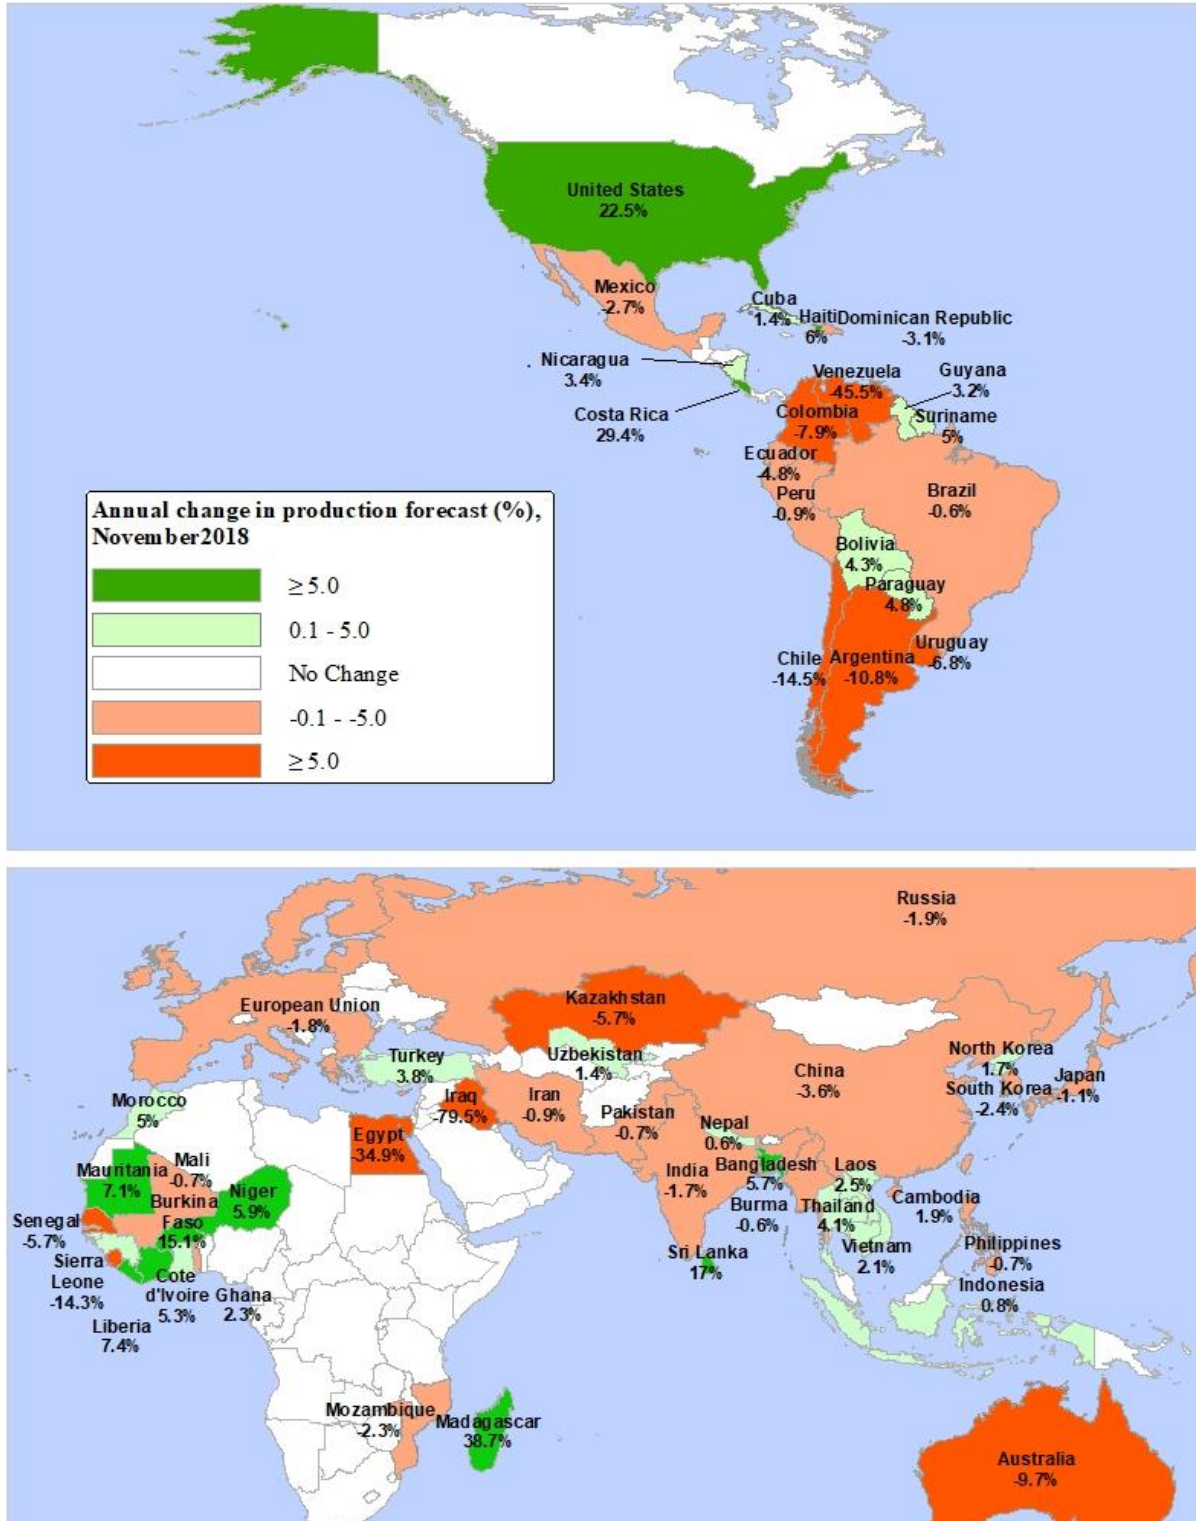 United States
22.5%
Mexico
-2.7%
Cuba
1.4%
Haiti
6%
Dominican Republic
-3.1%
Nicaragua
3.4%
Costa Rica
29.4%
Venezuela
-45.5%
Guyana
3.2%
Colombia
-7.9%
Suriname
5%
Ecuador
-4.8%
Peru
-0.9%
Brazil
-0.6%
Bolivia
4.3%
Paraguay
4.8%
Uruguay
-6.8%
Chile
-14.5%
Argentina
-10.8%
Annual change in production forecast (%),
November2018
≥ 5.0
0.1 - 5.0
No Change
-0.1 - -5.0
≥ 5.0
Russia
-1.9%
European Union
-1.8%
Kazakhstan
-5.7%
Turkey
3.8%
Uzbekistan
1.4%
China
-3.6%
North Korea
1.7%
South Korea
-2.4%
Japan
-1.1%
Morocco
5%
Iraq
-79.5%
Iran
-0.9%
Pakistan
-0.7%
Nepal
0.6%
Egypt
-34.9%
Mauritania
7.1%
Mali
-0.7%
Niger
5.9%
Burkina
Faso
15.1%
India
-1.7%
Bangladesh
5.7%
Burma
-0.6%
Laos
2.5%
Thailand
4.1%
Cambodia
1.9%
Senegal
-5.7%
Sierra
Leone
-14.3%
Cote
d'Ivoire
5.3%
Ghana
2.3%
Liberia
7.4%
Sri Lanka
17%
Vietnam
2.1%
Philippines
-0.7%
Indonesia
0.8%
Mozambique
-2.3%
Madagascar
38.7%
Australia
-9.7%